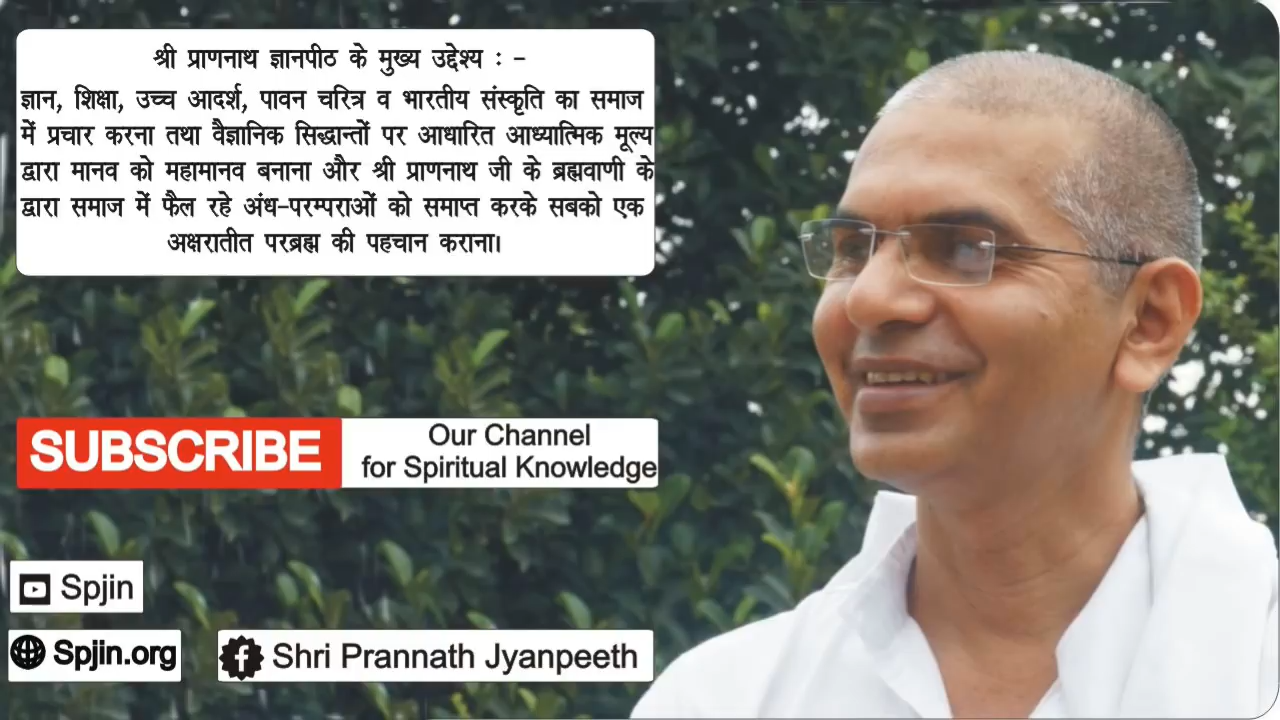 श्री प्राणनाथ ज्ञानपीठ के मुख्य उद्देश्य : -
ज्ञान, शिक्षा, उच्च आदर्श, पावन चरित्र व भारतीय संस्कृति का समाज
में प्रचार करना तथा वैज्ञानिक सिद्धान्तों पर आधारित आध्यात्मिक मूल्य
द्वारा मानव को महामानव बनाना और श्री प्राणनाथ जी के ब्रह्मवाणी के
द्वारा समाज में फैल रहे अंध-परम्पराओं को समाप्त करके सबको एक
अक्षरातीत परब्रह्म की पहचान कराना।
SUBSCRIBE
Our Channel
for Spiritual Knowledge
Spjin
Spjin.org
Shri Prannath Jyanpeeth